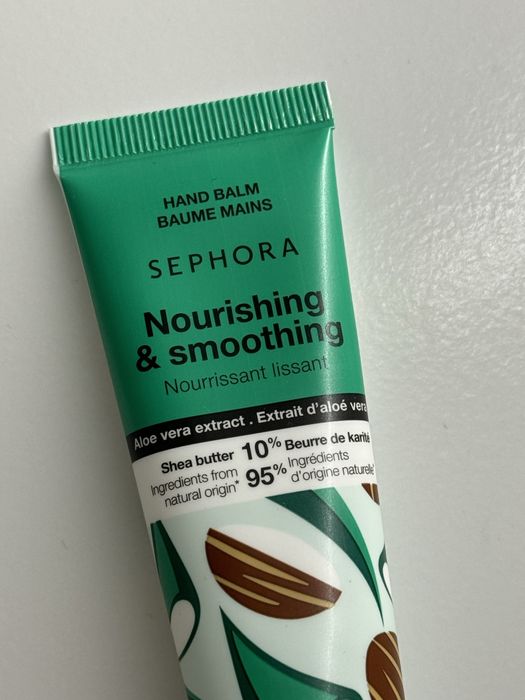 HAND BALM
BAUME MAINS
SEPHORA
Nourishing
& smoothing
Nourrissant lissant
Aloe vera extract . Extrait d'aloé vera
Shea butter 10% Beurre de karité
Ingredients from natural origin* 95% Ingrédients d'origine naturelle*